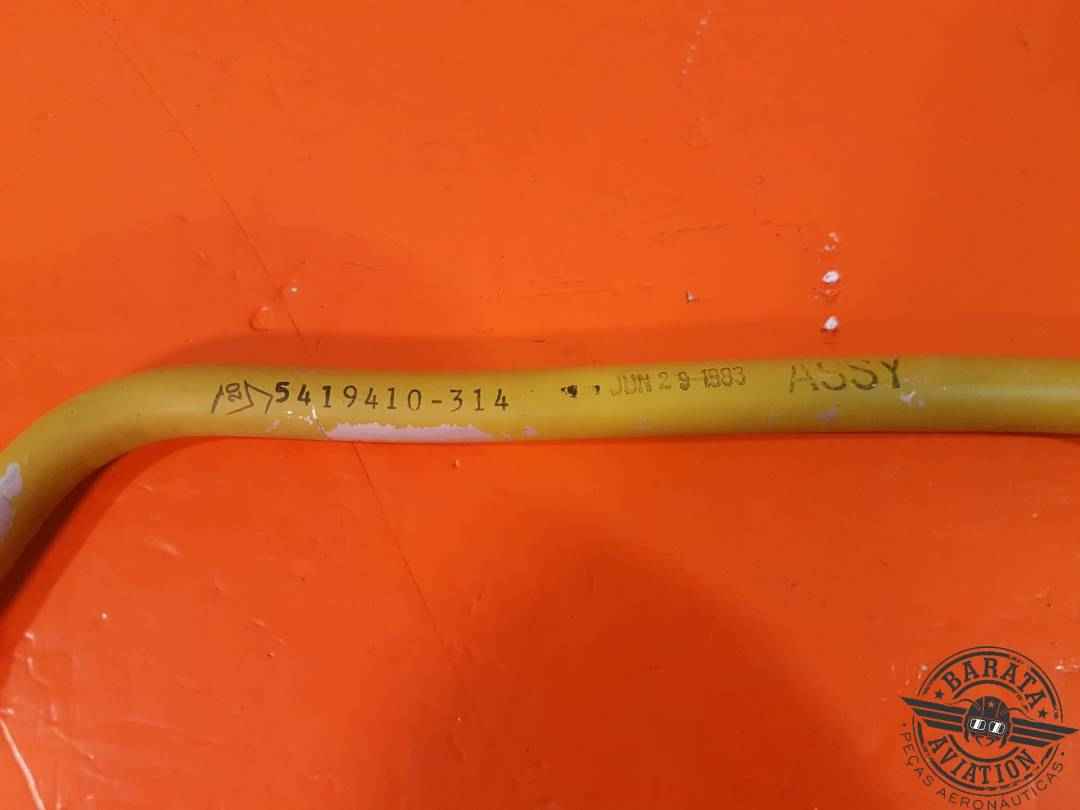 5419410-314 JUN 29 1983 ASSY
BARATA
AVIATION
PEÇAS AERONÁUTICAS